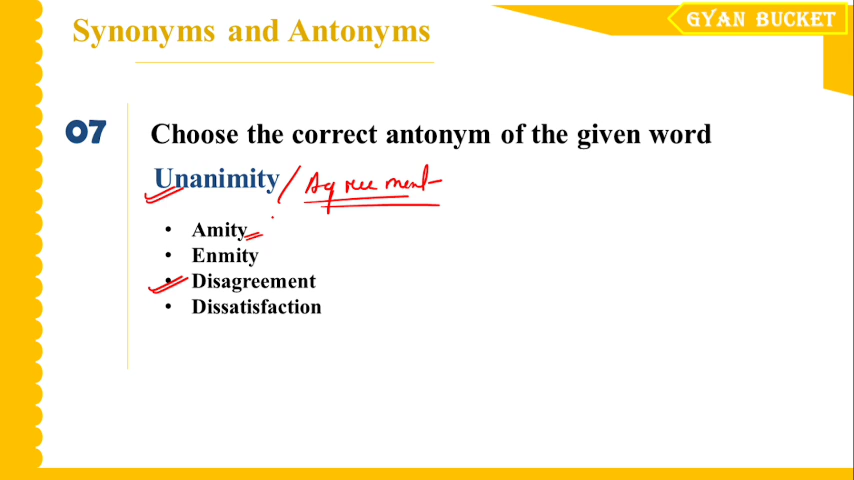 Synonyms and Antonyms
GYAN BUCKET
07
Choose the correct antonym of the given word
Unanimity / Agreement
• Amity
• Enmity
• Disagreement
• Dissatisfaction